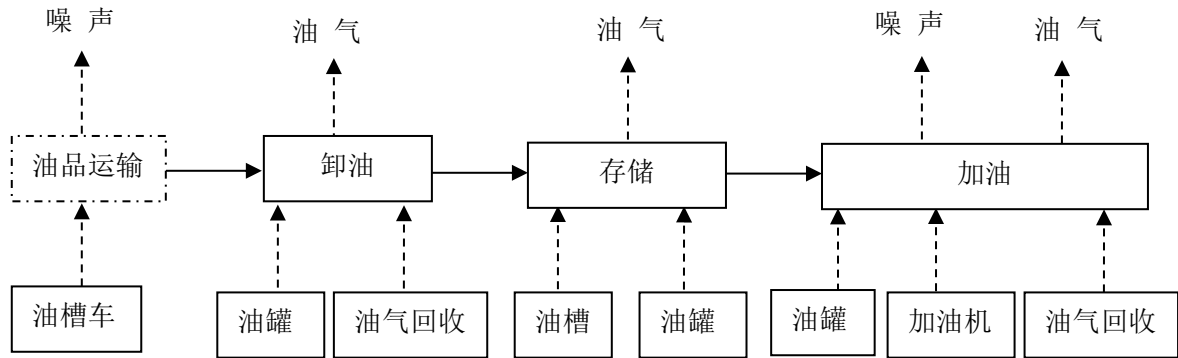 噪 声
油 气
油 气
噪 声
油 气
油品运输
卸油
存储
加油
油槽车
油罐
油气回收
油槽
油罐
油罐
加油机
油气回收